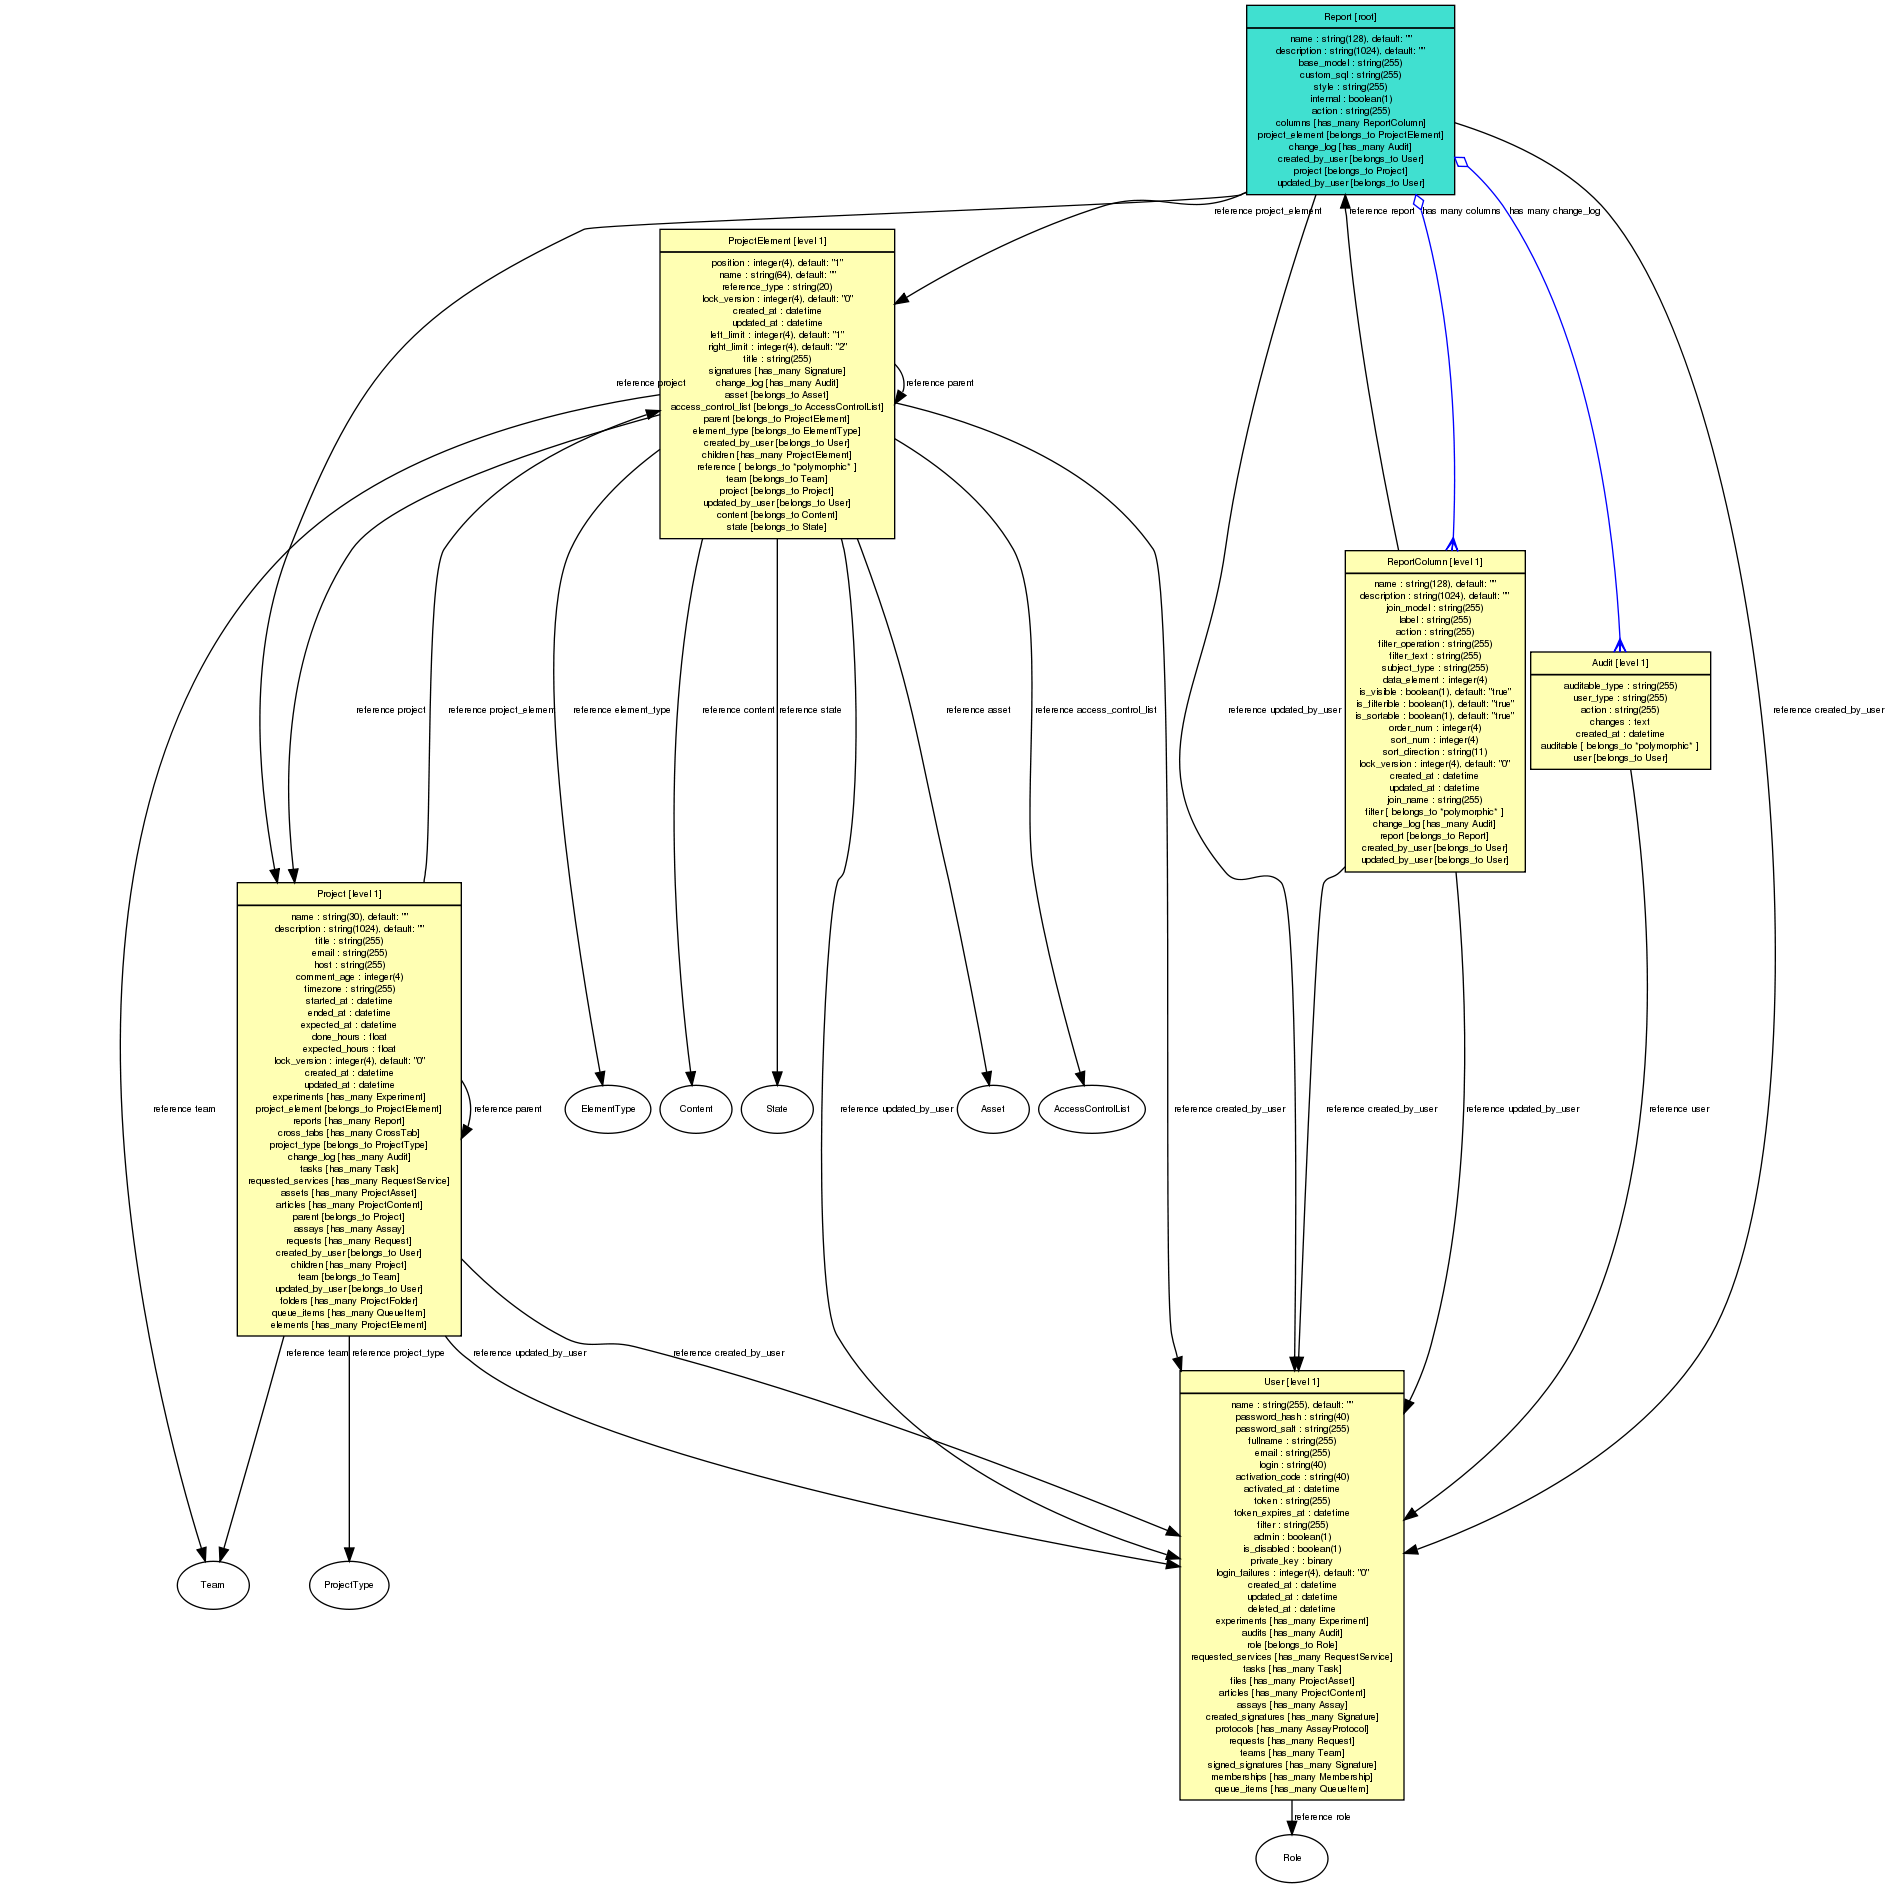 Report [root]
name : string(128), default: ""
description : string(1024), default: ""
base_model : string(255)
custom_sql : string(255)
style : string(255)
internal : boolean(1)
action : string(255)
columns [has_many ReportColumn]
project_element [belongs_to ProjectElement]
change_log [has_many Audit]
created_by_user [belongs_to User]
project [belongs_to Project]
updated_by_user [belongs_to User]
reference project_element
reference report
has many columns
has many change_log
ProjectElement [level 1]
position : integer(4), default: "1"
name : string(64), default: ""
reference_type : string(20)
lock_version : integer(4), default: "0"
created_at : datetime
updated_at : datetime
left_limit : integer(4), default: "1"
right_limit : integer(4), default: "2"
title : string(255)
signatures [has_many Signature]
change_log [has_many Audit]
asset [belongs_to Asset]
access_control_list [belongs_to AccessControlList]
parent [belongs_to ProjectElement]
element_type [belongs_to ElementType]
created_by_user [belongs_to User]
children [has_many ProjectElement]
reference [ belongs_to *polymorphic* ]
team [belongs_to Team]
project [belongs_to Project]
updated_by_user [belongs_to User]
content [belongs_to Content]
state [belongs_to State]
reference project
reference parent
ReportColumn [level 1]
name : string(128), default: ""
description : string(1024), default: ""
join_model : string(255)
label : string(255)
action : string(255)
filter_operation : string(255)
filter_text : string(255)
subject_type : string(255)
data_element : integer(4)
is_visible : boolean(1), default: "true"
is_filterible : boolean(1), default: "true"
is_sortable : boolean(1), default: "true"
order_num : integer(4)
sort_num : integer(4)
sort_direction : string(11)
lock_version : integer(4), default: "0"
created_at : datetime
updated_at : datetime
join_name : string(255)
filter [ belongs_to *polymorphic* ]
change_log [has_many Audit]
report [belongs_to Report]
created_by_user [belongs_to User]
updated_by_user [belongs_to User]
Audit [level 1]
auditable_type : string(255)
user_type : string(255)
action : string(255)
changes : text
created_at : datetime
auditable [ belongs_to *polymorphic* ]
user [belongs_to User]
reference project
reference project_element
reference element_type
reference content
reference state
reference asset
reference access_control_list
reference updated_by_user
reference created_by_user
Project [level 1]
name : string(30), default: ""
description : string(1024), default: ""
title : string(255)
email : string(255)
host : string(255)
comment_age : integer(4)
timezone : string(255)
started_at : datetime
ended_at : datetime
expected_at : datetime
done_hours : float
expected_hours : float
lock_version : integer(4), default: "0"
created_at : datetime
updated_at : datetime
experiments [has_many Experiment]
project_element [belongs_to ProjectElement]
reports [has_many Report]
cross_tabs [has_many CrossTab]
project_type [belongs_to ProjectType]
change_log [has_many Audit]
tasks [has_many Task]
requested_services [has_many RequestService]
assets [has_many ProjectAsset]
articles [has_many ProjectContent]
parent [belongs_to Project]
assays [has_many Assay]
requests [has_many Request]
created_by_user [belongs_to User]
children [has_many Project]
team [belongs_to Team]
updated_by_user [belongs_to User]
folders [has_many ProjectFolder]
queue_items [has_many QueueItem]
elements [has_many ProjectElement]
reference team
reference parent
ElementType
Content
State
reference updated_by_user
Asset
AccessControlList
reference created_by_user
reference created_by_user
reference updated_by_user
reference user
reference team
reference project_type
reference updated_by_user
reference created_by_user
User [level 1]
name : string(255), default: ""
password_hash : string(40)
password_salt : string(255)
fullname : string(255)
email : string(255)
login : string(40)
activation_code : string(40)
activated_at : datetime
token : string(255)
token_expires_at : datetime
filter : string(255)
admin : boolean(1)
is_disabled : boolean(1)
private_key : binary
login_failures : integer(4), default: "0"
created_at : datetime
updated_at : datetime
deleted_at : datetime
experiments [has_many Experiment]
audits [has_many Audit]
role [belongs_to Role]
requested_services [has_many RequestService]
tasks [has_many Task]
files [has_many ProjectAsset]
articles [has_many ProjectContent]
assays [has_many Assay]
created_signatures [has_many Signature]
protocols [has_many AssayProtocol]
requests [has_many Request]
teams [has_many Team]
signed_signatures [has_many Signature]
memberships [has_many Membership]
queue_items [has_many QueueItem]
Team
ProjectType
reference role
Role